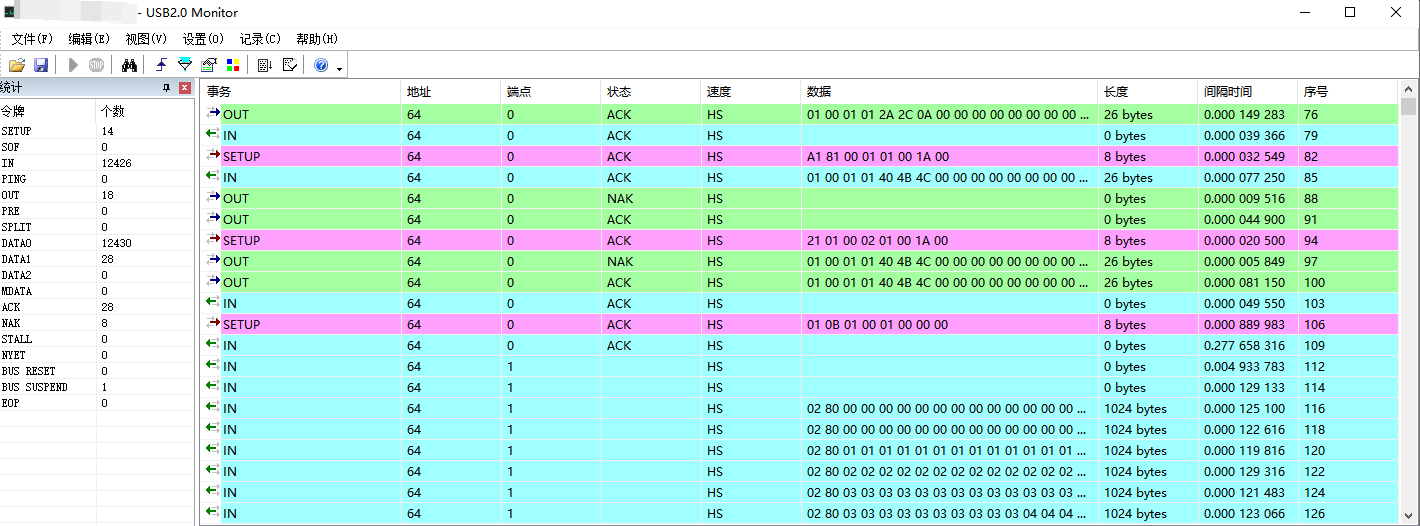 - USB2.0 Monitor
文件(F) 编辑(E) 视图(V) 设置(O) 记录(C) 帮助(H)
STOP
统计
令牌 个数
SETUP 14
SOF 0
IN 12426
PING 0
OUT 18
PRE 0
SPLIT 0
DATA0 12430
DATA1 28
DATA2 0
MDATA 0
ACK 28
NAK 8
STALL 0
NYET 0
BUS RESET 0
BUS SUSPEND 1
EOP 0
事务 地址 端点 状态 速度 数据 长度 间隔时间 序号
OUT 64 0 ACK HS 01 00 01 01 2A 2C 0A 00 00 00 00 00 00 00 00 ... 26 bytes 0.000 149 283 76
IN 64 0 ACK HS 0 bytes 0.000 039 366 79
SETUP 64 0 ACK HS A1 81 00 01 01 00 1A 00 8 bytes 0.000 032 549 82
IN 64 0 ACK HS 01 00 01 01 40 4B 4C 00 00 00 00 00 00 00 00 ... 26 bytes 0.000 077 250 85
OUT 64 0 NAK HS 0 bytes 0.000 009 516 88
OUT 64 0 ACK HS 0 bytes 0.000 044 900 91
SETUP 64 0 ACK HS 21 01 00 02 01 00 1A 00 8 bytes 0.000 020 500 94
OUT 64 0 NAK HS 01 00 01 01 40 4B 4C 00 00 00 00 00 00 00 00 ... 26 bytes 0.000 005 849 97
OUT 64 0 ACK HS 01 00 01 01 40 4B 4C 00 00 00 00 00 00 00 00 ... 26 bytes 0.000 081 150 100
IN 64 0 ACK HS 0 bytes 0.000 049 550 103
SETUP 64 0 ACK HS 01 0B 01 00 01 00 00 00 8 bytes 0.000 889 983 106
IN 64 0 ACK HS 0 bytes 0.277 658 316 109
IN 64 1 HS 0 bytes 0.004 933 783 112
IN 64 1 HS 0 bytes 0.000 129 133 114
IN 64 1 HS 02 80 00 00 00 00 00 00 00 00 00 00 00 00 00 ... 1024 bytes 0.000 125 100 116
IN 64 1 HS 02 80 00 00 00 00 00 00 00 00 00 00 00 00 00 ... 1024 bytes 0.000 122 616 118
IN 64 1 HS 02 80 01 01 01 01 01 01 01 01 01 01 01 01 01 ... 1024 bytes 0.000 119 816 120
IN 64 1 HS 02 80 02 02 02 02 02 02 02 02 02 02 02 02 02 ... 1024 bytes 0.000 129 316 122
IN 64 1 HS 02 80 03 03 03 03 03 03 03 03 03 03 03 03 03 ... 1024 bytes 0.000 121 483 124
IN 64 1 HS 02 80 03 03 03 03 03 03 03 03 03 03 04 04 04 ... 1024 bytes 0.000 123 066 126